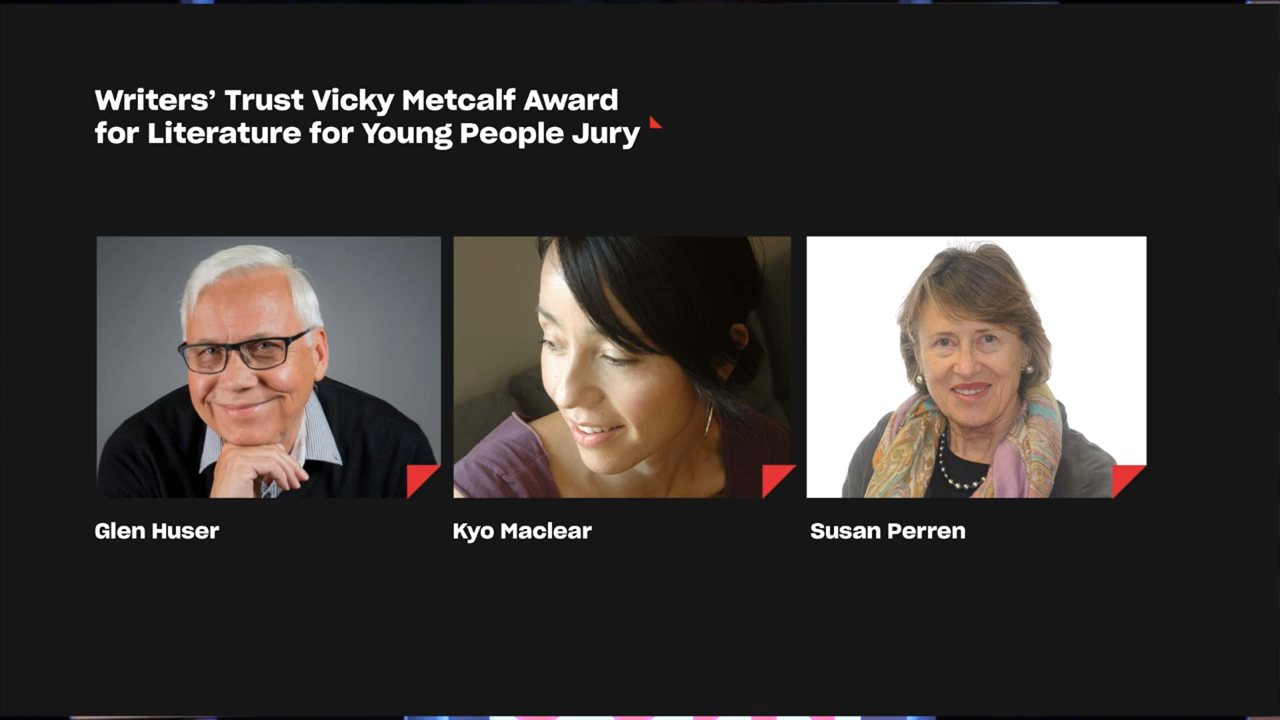 Writers’ Trust Vicky Metcalf Award
for Literature for Young People Jury
Glen Huser
Kyo Maclear
Susan Perren